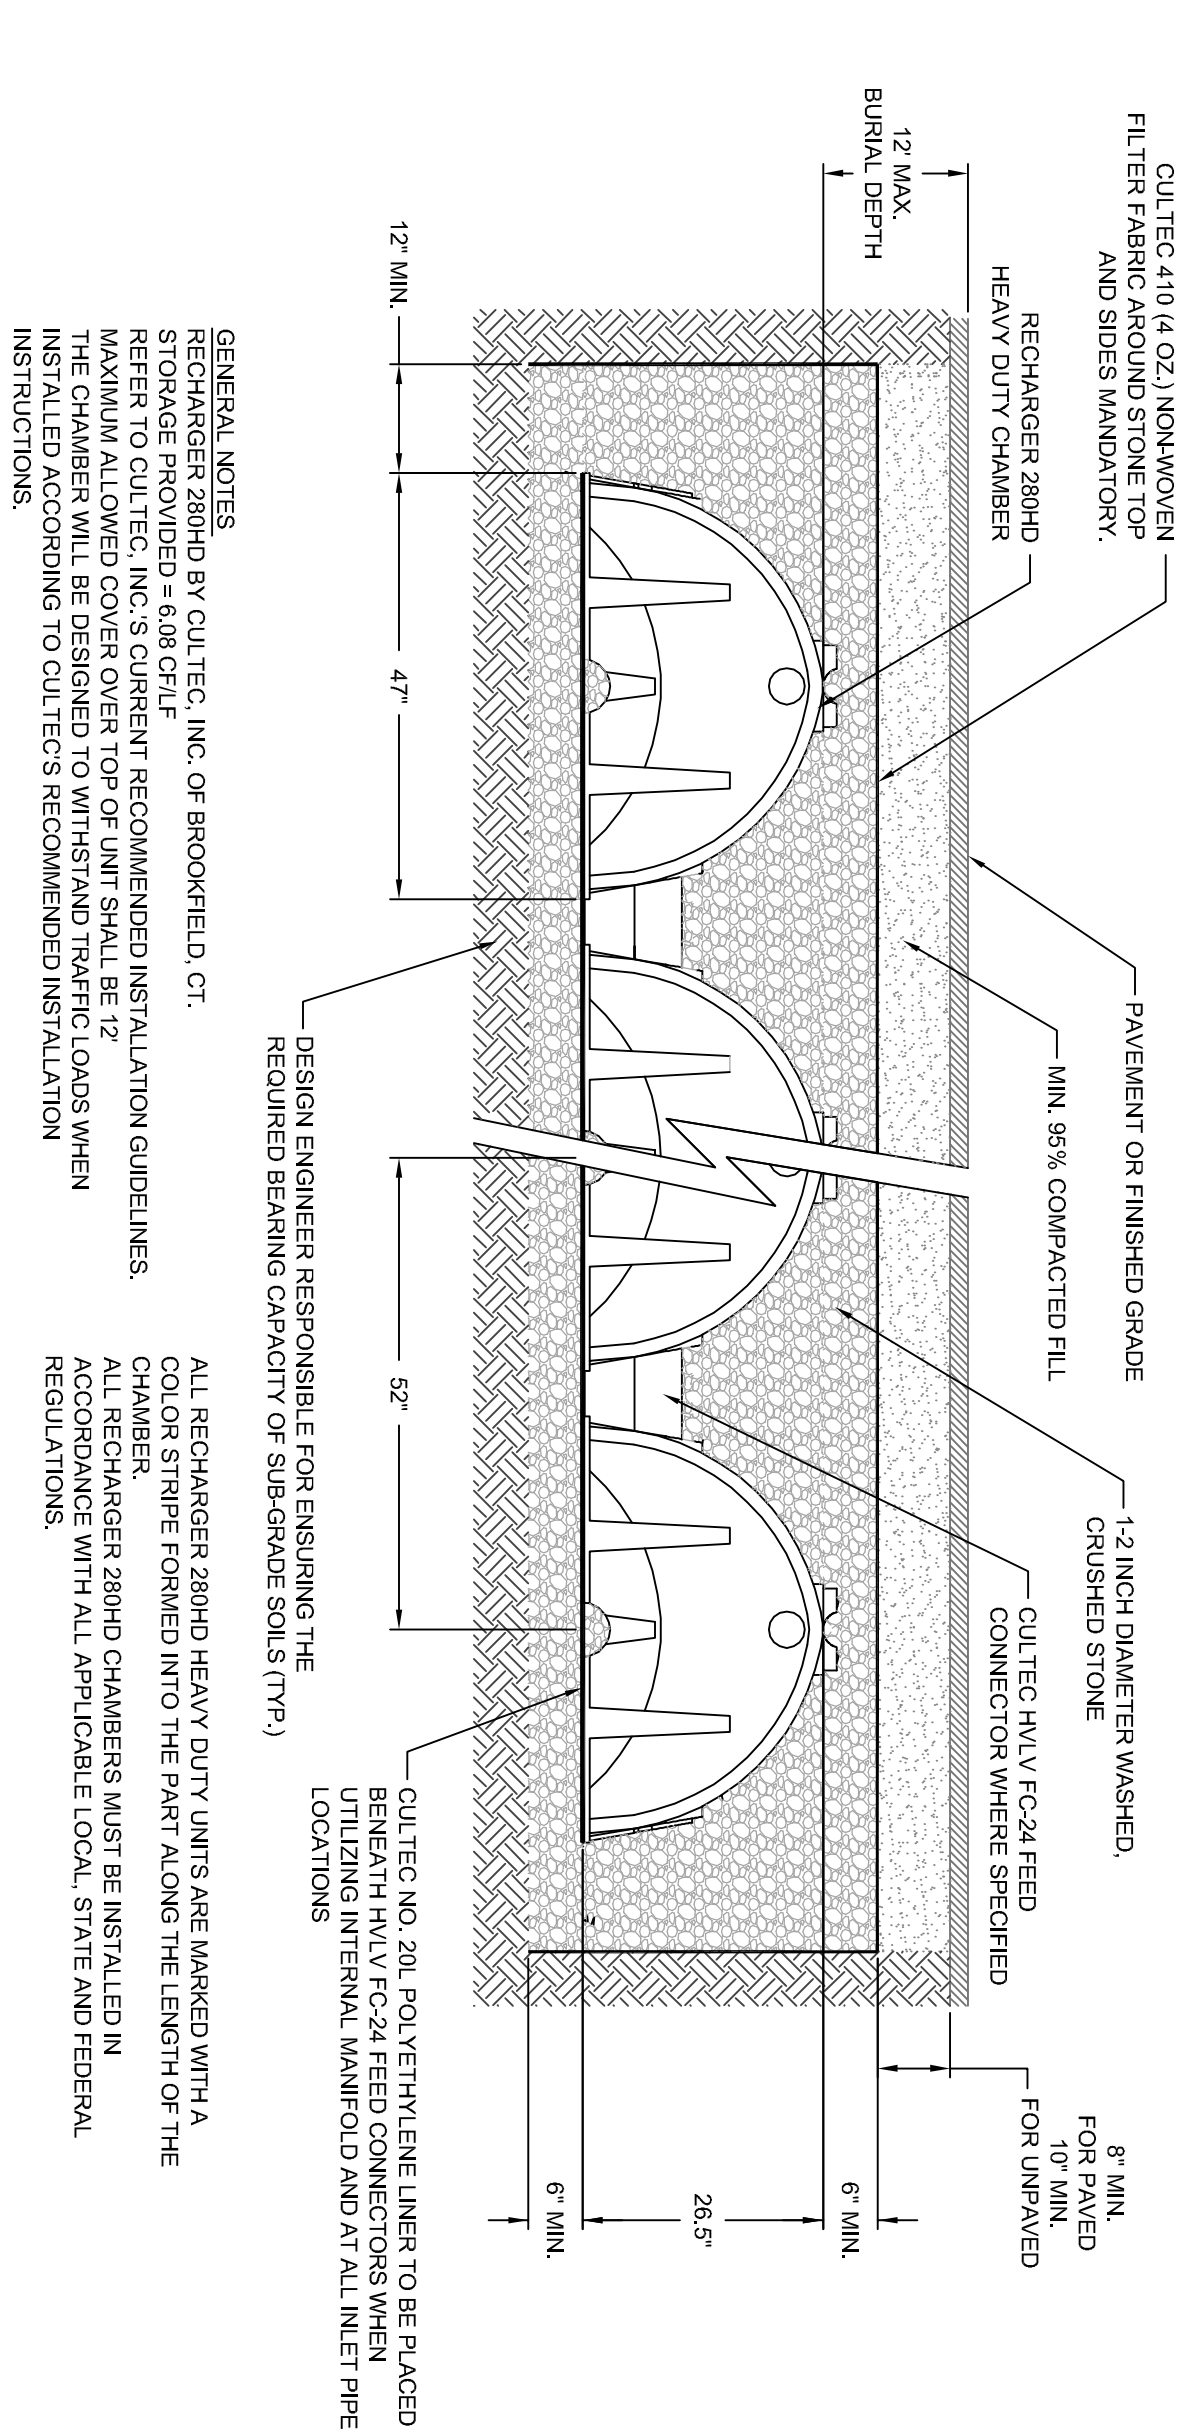 CULTEC 410 (4 OZ.) NON-WOVEN
FILTER FABRIC AROUND STONE TOP
AND SIDES MANDATORY.
RECHARGER 280HD
HEAVY DUTY CHAMBER
12' MAX.
BURIAL DEPTH
PAVEMENT OR FINISHED GRADE
MIN. 95% COMPACTED FILL
1-2 INCH DIAMETER WASHED,
CRUSHED STONE
CULTEC HVLV FC-24 FEED
CONNECTOR WHERE SPECIFIED
8" MIN.
FOR PAVED
10" MIN.
FOR UNPAVED
6" MIN.
26.5"
6" MIN.
12" MIN.
47"
52"
CULTEC NO. 20L POLYETHYLENE LINER TO BE PLACED
BENEATH HVLV FC-24 FEED CONNECTORS WHEN
UTILIZING INTERNAL MANIFOLD AND AT ALL INLET PIPE
LOCATIONS
DESIGN ENGINEER RESPONSIBLE FOR ENSURING THE
REQUIRED BEARING CAPACITY OF SUB-GRADE SOILS (TYP.)
GENERAL NOTES
RECHARGER 280HD BY CULTEC, INC. OF BROOKFIELD, CT.
STORAGE PROVIDED = 6.08 CF/LF
REFER TO CULTEC, INC.'S CURRENT RECOMMENDED INSTALLATION GUIDELINES.
MAXIMUM ALLOWED COVER OVER TOP OF UNIT SHALL BE 12'
THE CHAMBER WILL BE DESIGNED TO WITHSTAND TRAFFIC LOADS WHEN
INSTALLED ACCORDING TO CULTEC'S RECOMMENDED INSTALLATION
INSTRUCTIONS.
ALL RECHARGER 280HD HEAVY DUTY UNITS ARE MARKED WITH A
COLOR STRIPE FORMED INTO THE PART ALONG THE LENGTH OF THE
CHAMBER.
ALL RECHARGER 280HD CHAMBERS MUST BE INSTALLED IN
ACCORDANCE WITH ALL APPLICABLE LOCAL, STATE AND FEDERAL
REGULATIONS.